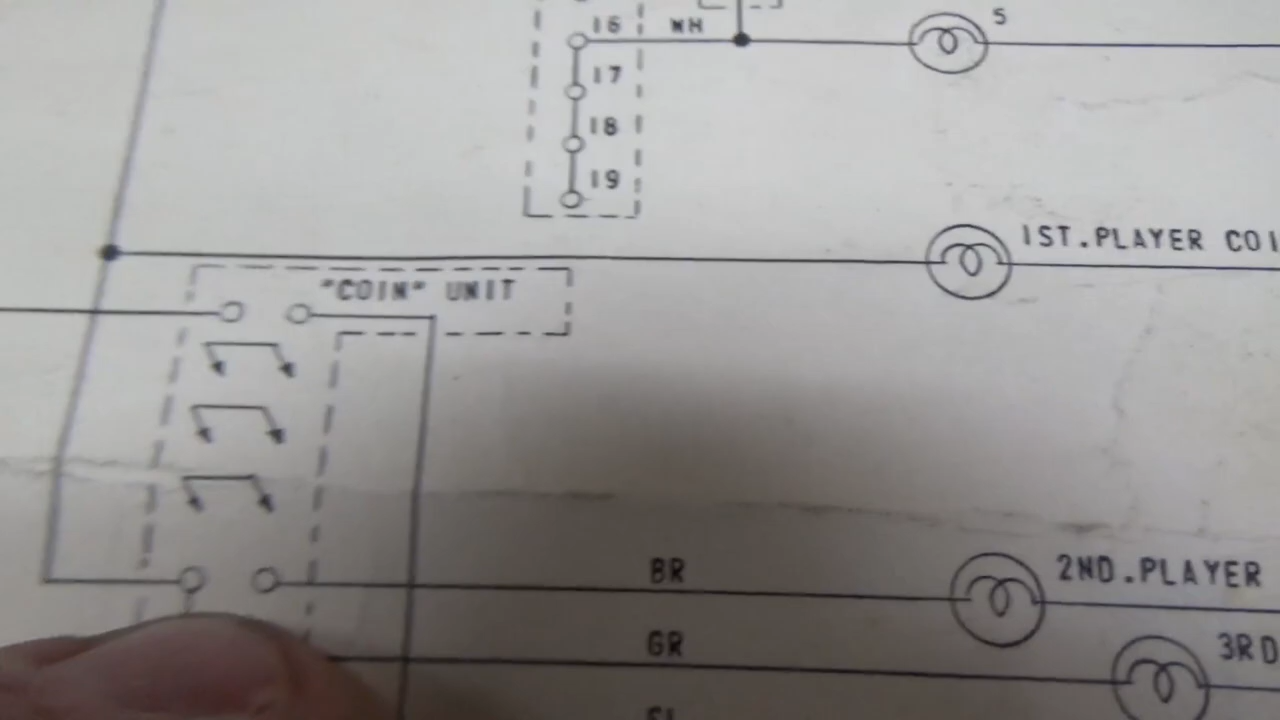 16 WH 5
17
18
19
1ST.PLAYER COI
"COIN" UNIT
BR 2ND.PLAYER
GR 3RD